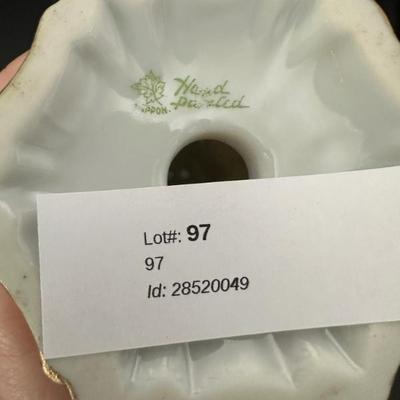 Hand
Painted
NIPPON.
Lot#: 97
97
Id: 28520049